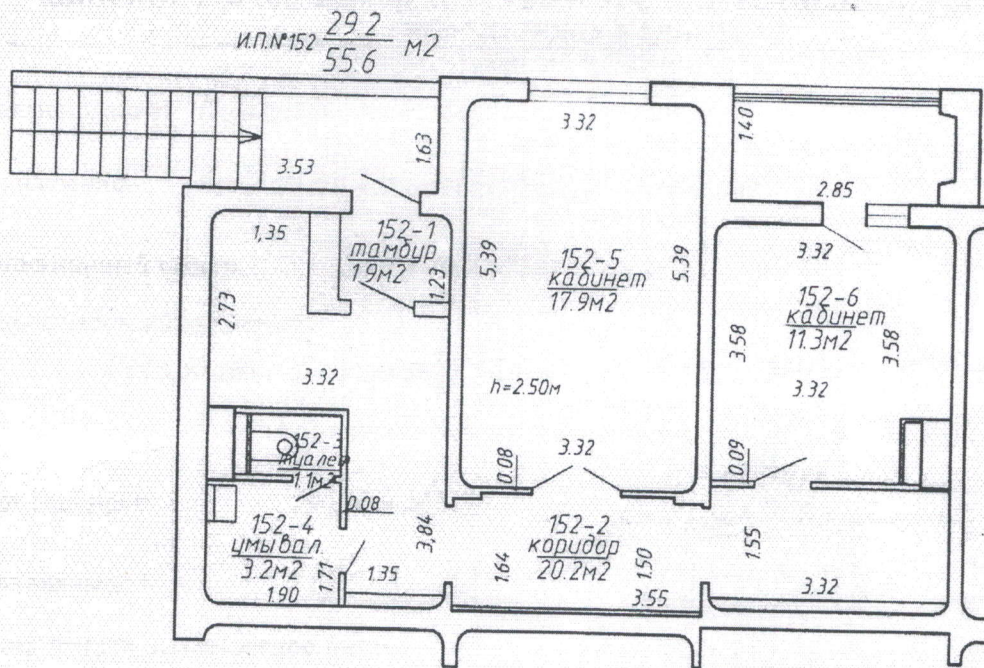 И.П.№152 29.2
55.6 м2
3.53
1.63
3.32
1.40
2.85
1,35
152-1
тамбур
1.9м2
1.23
2.73
3.32
5.39
152-5
кабинет
17.9м2
5.39
h=2.50м
3.32
0.08
3.32
152-6
кабинет
11.3м2
3.58
3.58
3.32
0.09
152-3
туалет
1.1м2
0.08
152-4
умывал.
3.2м2
1.90
1.71
1.35
3,84
152-2
коридор
20.2м2
1.64
1.50
3.55
1.55
3.32